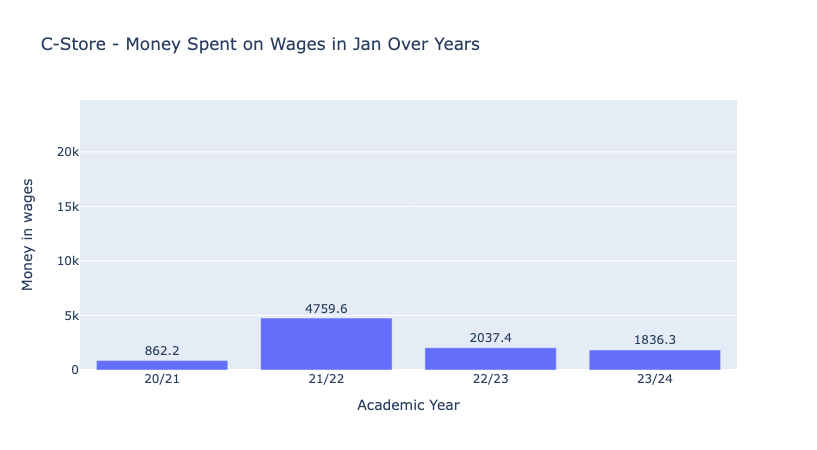 C-Store - Money Spent on Wages in Jan Over Years
Money in wages
20k
15k
10k
5k
0
862.2
4759.6
2037.4
1836.3
20/21
21/22
22/23
23/24
Academic Year